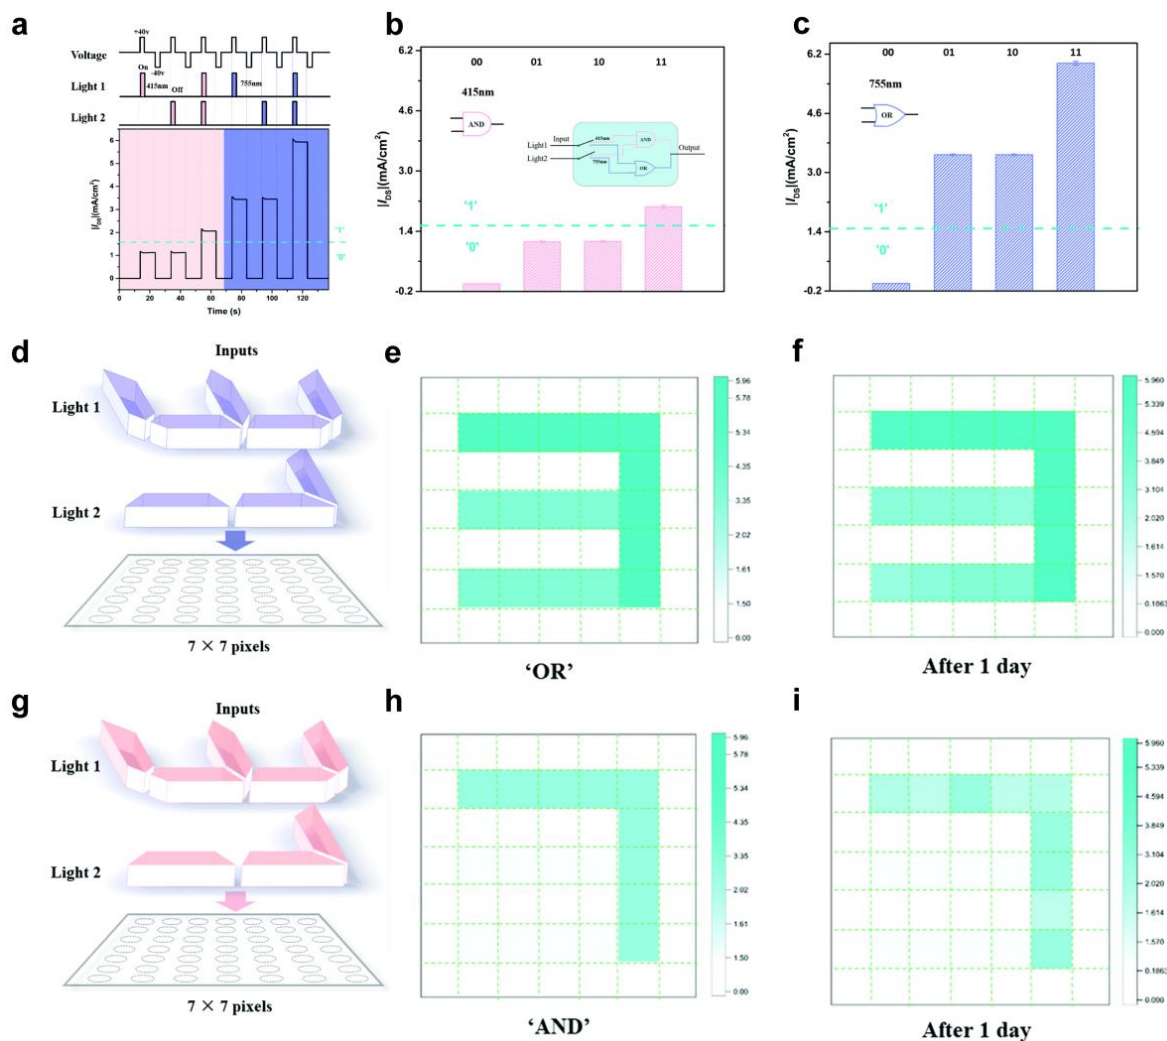 a
+40v
Voltage
-40v
On
Light 1
415nm
Off
755nm
Light 2
|I_DS|(mA/cm²)
6
5
4
3
2
1
0
'1'
'0'
0 20 40 60 80 100 120
Time (s)
b
6.2
4.6
3.0
1.4
-0.2
|I_DS|(mA/cm²)
00 01 10 11
415nm
AND
Input
Light1
Light2
415nm
755nm
AND
OR
Output
'1'
'0'
c
6.2
4.6
3.0
1.4
-0.2
|I_DS|(mA/cm²)
00 01 10 11
755nm
OR
'1'
'0'
d
Inputs
Light 1
Light 2
7 × 7 pixels
e
5.96
5.78
5.34
4.35
3.35
2.02
1.61
1.50
0.00
'OR'
f
5.960
5.339
4.594
3.849
3.104
2.020
1.614
1.570
0.1863
0.000
After 1 day
g
Inputs
Light 1
Light 2
7 × 7 pixels
h
5.96
5.78
5.34
4.35
3.35
2.02
1.61
1.50
0.00
'AND'
i
5.960
5.339
4.594
3.849
3.104
2.020
1.614
1.570
0.1863
0.000
After 1 day